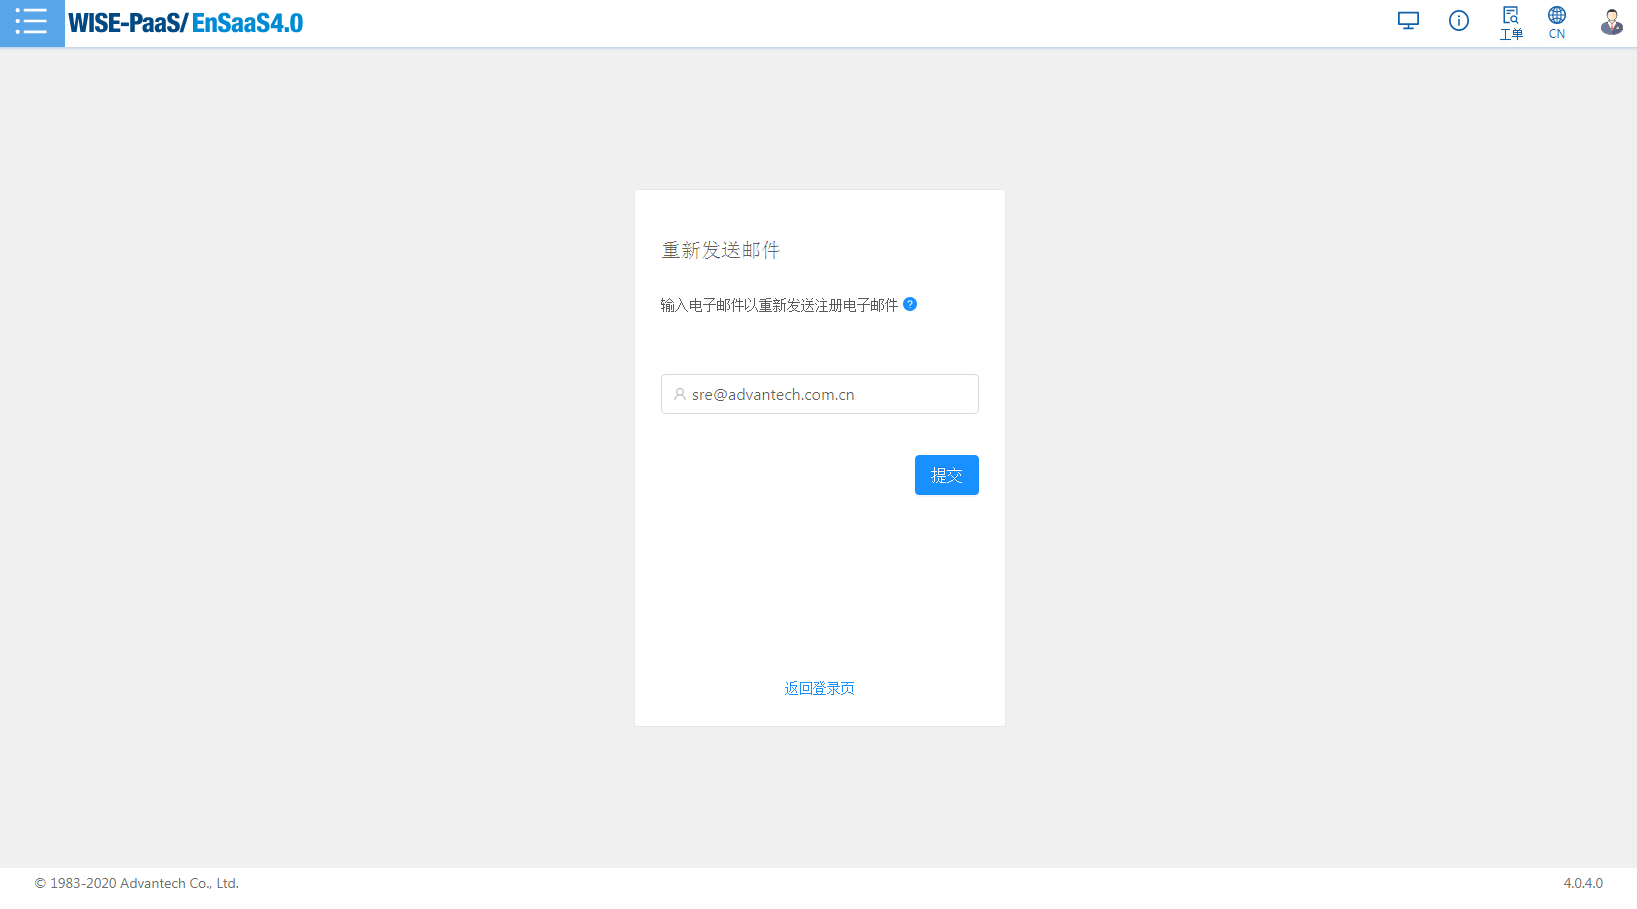 WISE-PaaS/ EnSaaS4.0
工单
CN
重新发送邮件
输入电子邮件以重新发送注册电子邮件 ?
sre@advantech.com.cn
提交
返回登录页
© 1983-2020 Advantech Co., Ltd.
4.0.4.0